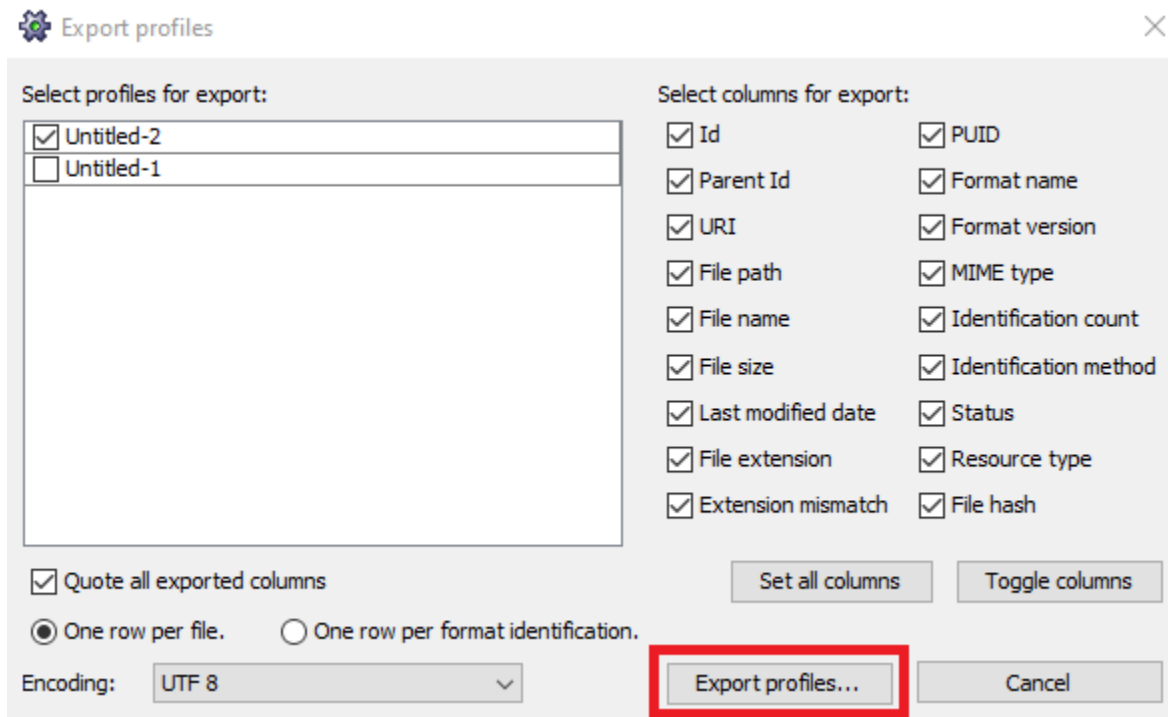 Export profiles
Select profiles for export:
Untitled-2
Untitled-1
Select columns for export:
Id
PUID
Parent Id
Format name
URI
Format version
File path
MIME type
File name
Identification count
File size
Identification method
Last modified date
Status
File extension
Resource type
Extension mismatch
File hash
Quote all exported columns
Set all columns
Toggle columns
One row per file.
One row per format identification.
Encoding:
UTF 8
Export profiles...
Cancel